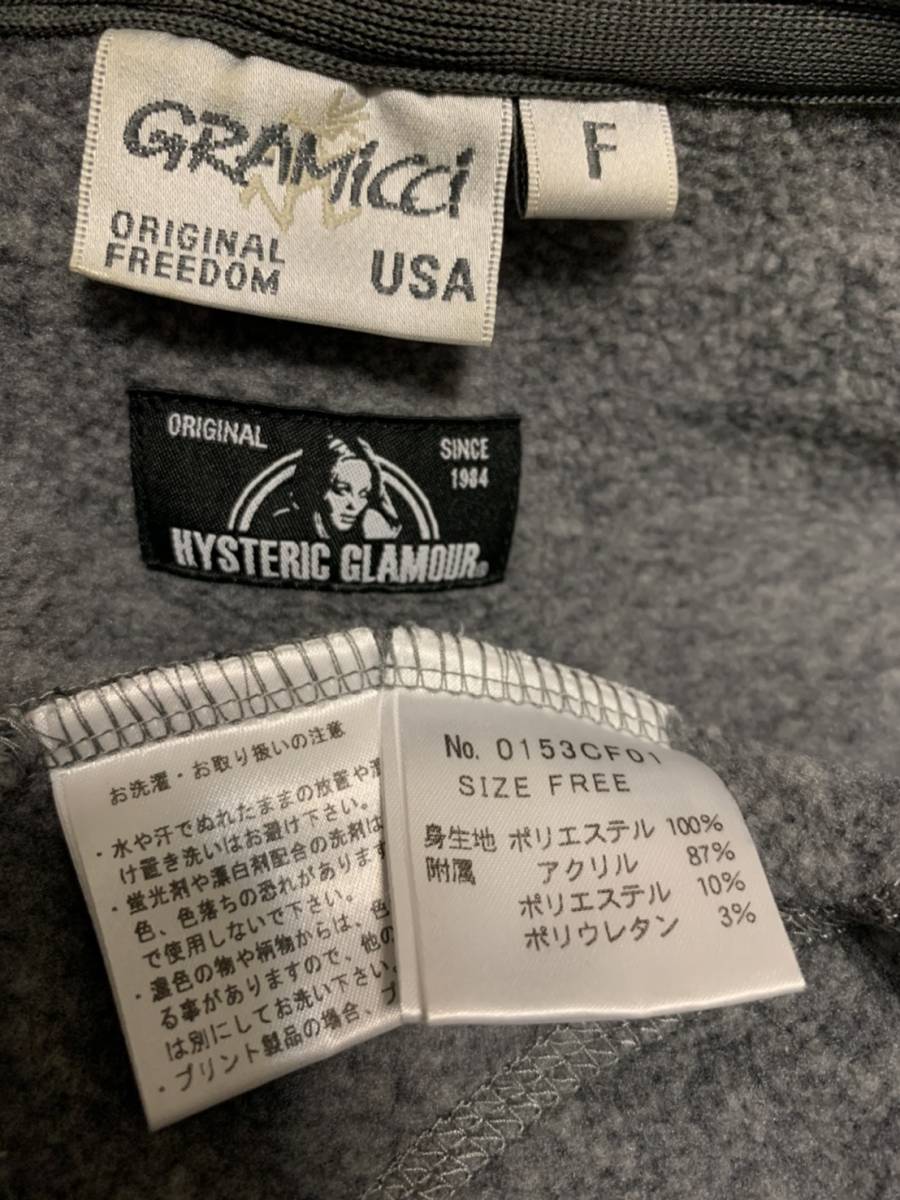 GRAMiCCi
ORIGINAL
FREEDOM
USA
F
ORIGINAL
SINCE
1984
HYSTERIC GLAMOUR®
お洗濯・お取り扱いの注意
・水や汗でぬれたままの放置や濡
け置き洗いはお避け下さい。
・蛍光剤や漂白剤配合の洗剤は
色、色落ちの恐れがあります
で使用しないで下さい。
・濃色の物や柄物からは、色
る事がありますので、他の
は別にしてお洗い下さい。
・プリント製品の場合、プ
No. 0153CF01
SIZE FREE
身生地 ポリエステル 100%
附属 アクリル 87%
ポリエステル 10%
ポリウレタン 3%